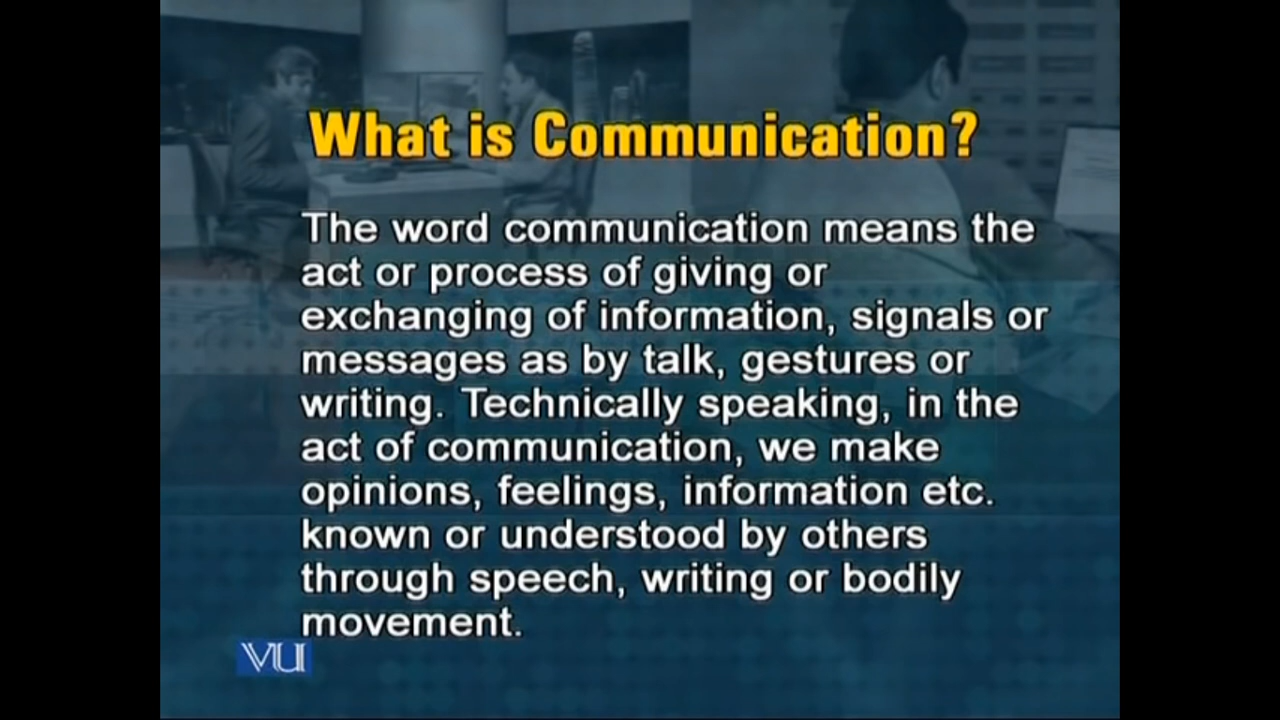 What is Communication?
The word communication means the
act or process of giving or
exchanging of information, signals or
messages as by talk, gestures or
writing. Technically speaking, in the
act of communication, we make
opinions, feelings, information etc.
known or understood by others
through speech, writing or bodily
movement.
VU